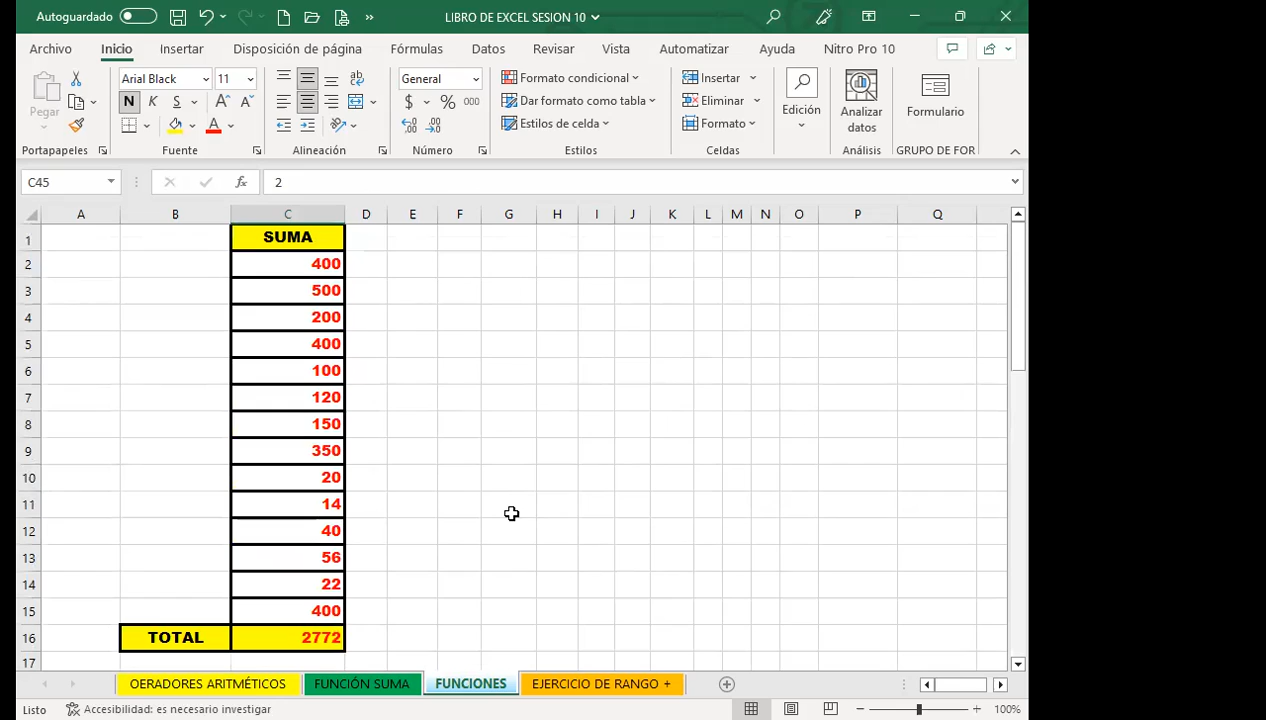 Autoguardado LIBRO DE EXCEL SESION 10
Archivo Inicio Insertar Disposición de página Fórmulas Datos Revisar Vista Automatizar Ayuda Nitro Pro 10
Pegar Arial Black 11 General Formato condicional Insertar Edición Analizar datos Formulario
N K S A A ab $ % 000 Dar formato como tabla Eliminar
A Estilos de celda Formato
Portapapeles Fuente Alineación Número Estilos Celdas Análisis GRUPO DE FOR
C45 fx 2
A B C D E F G H I J K L M N O P Q
1 SUMA
2 400
3 500
4 200
5 400
6 100
7 120
8 150
9 350
10 20
11 14
12 40
13 56
14 22
15 400
16 TOTAL 2772
17
OERADORES ARITMÉTICOS FUNCIÓN SUMA FUNCIONES EJERCICIO DE RANGO +
Listo Accesibilidad: es necesario investigar 100%